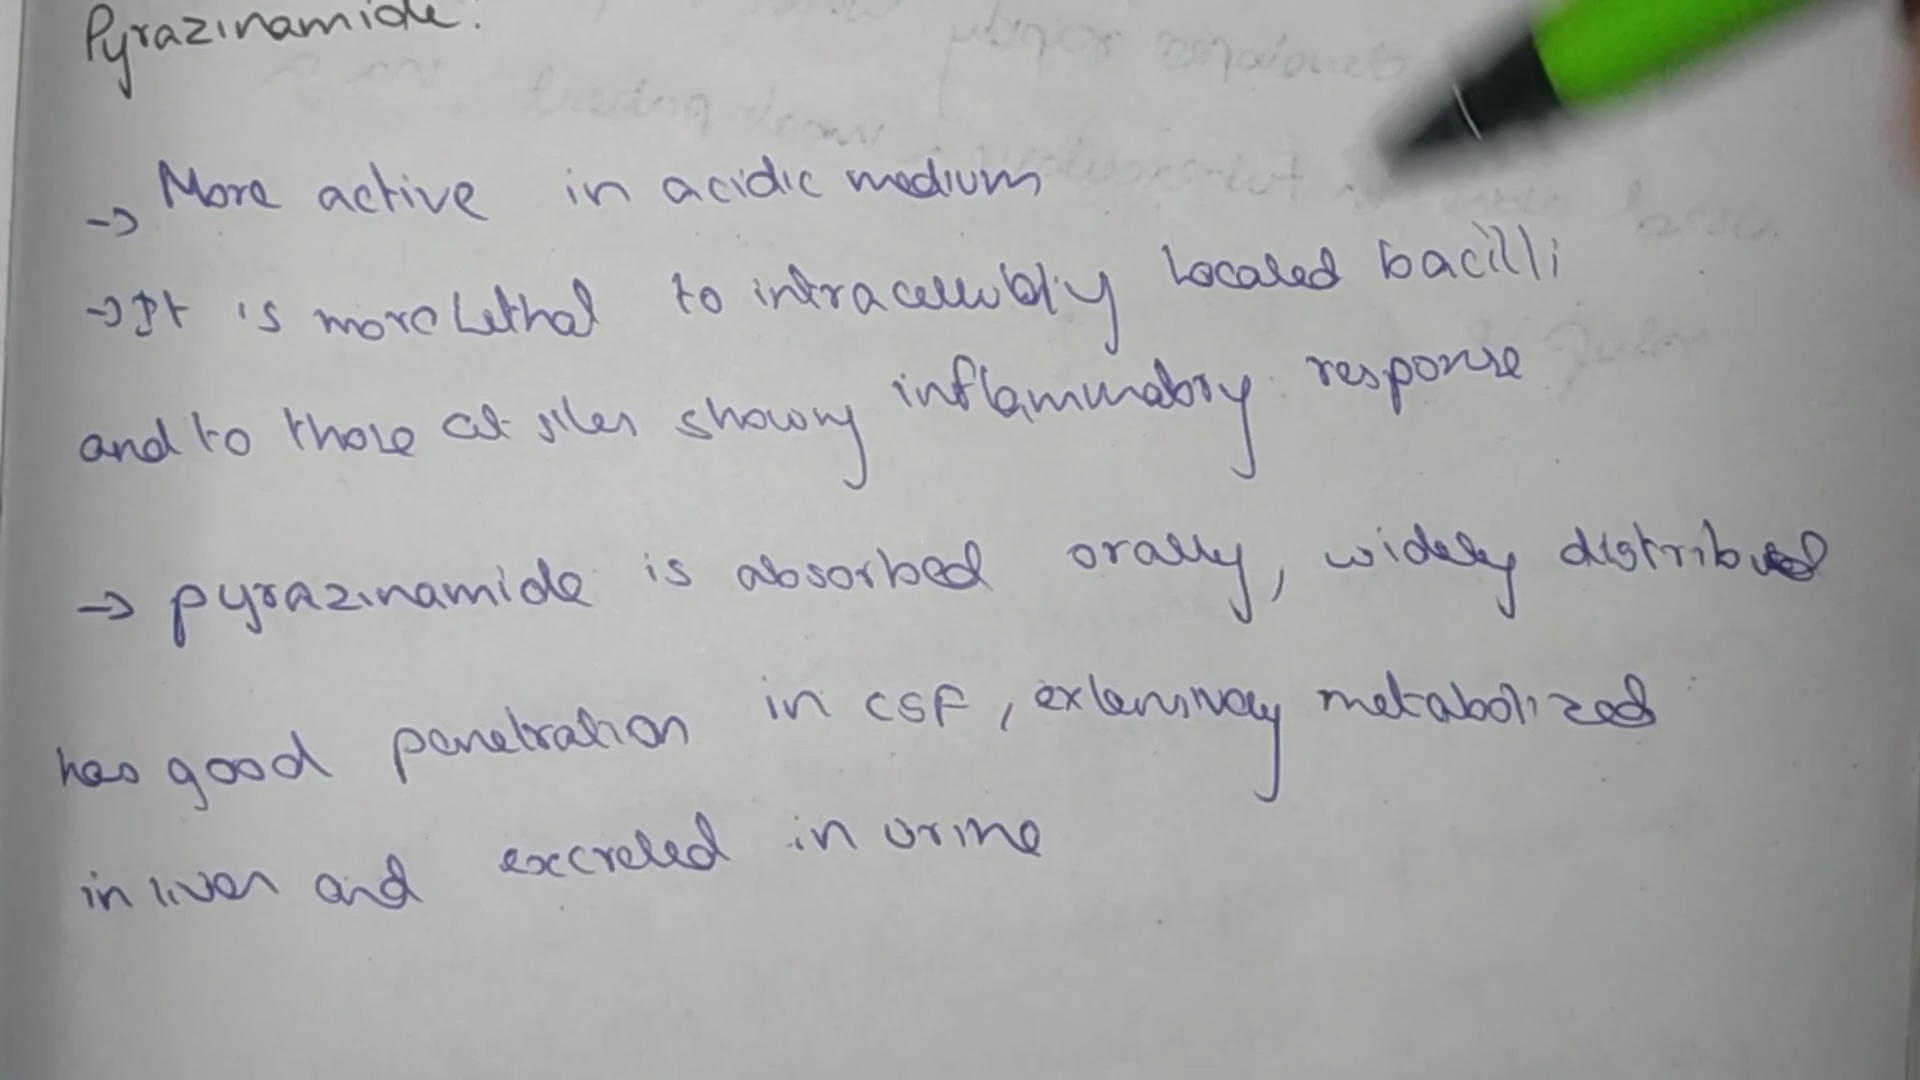 Pyrazinamide.
→ More active in acidic medium
→ It is more Lethal to intracellularly Located bacilli
and to those at sites showing inflammatory response
→ pyrazinamide is absorbed orally, widely distributed
has good penetration in CSF, extensively metabolized
in liver and excreted in urine